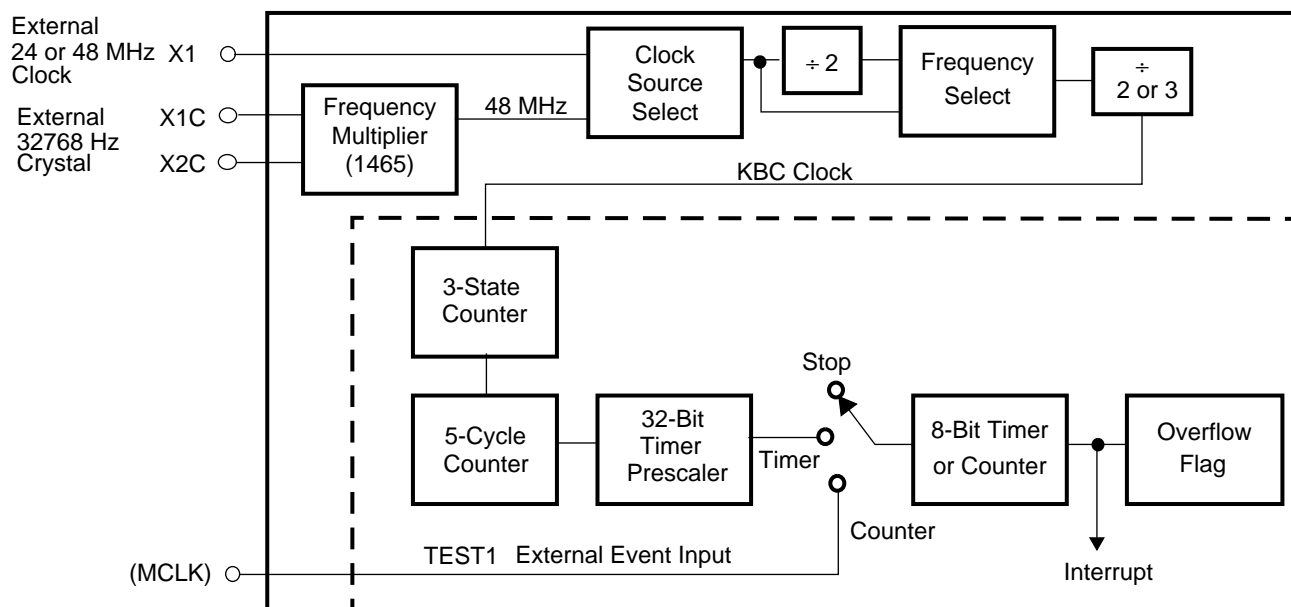 External
24 or 48 MHz
Clock
X1
External
32768 Hz
Crystal
X1C
X2C
Frequency
Multiplier
(1465)
48 MHz
Clock
Source
Select
÷ 2
Frequency
Select
÷
2 or 3
KBC Clock
3-State
Counter
5-Cycle
Counter
32-Bit
Timer
Prescaler
Stop
Timer
Counter
8-Bit Timer
or Counter
Overflow
Flag
Interrupt
TEST1 External Event Input
(MCLK)